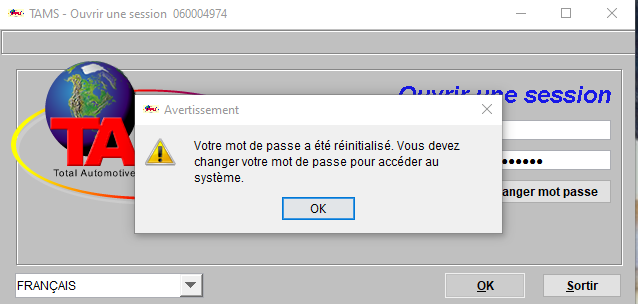 TAMS - Ouvrir une session 060004974
Ouvrir une session
Avertissement
Votre mot de passe a été réinitialisé. Vous devez
changer votre mot de passe pour accéder au
système.
OK
TA
Total Automotive
anger mot passe
FRANÇAIS
OK
Sortir